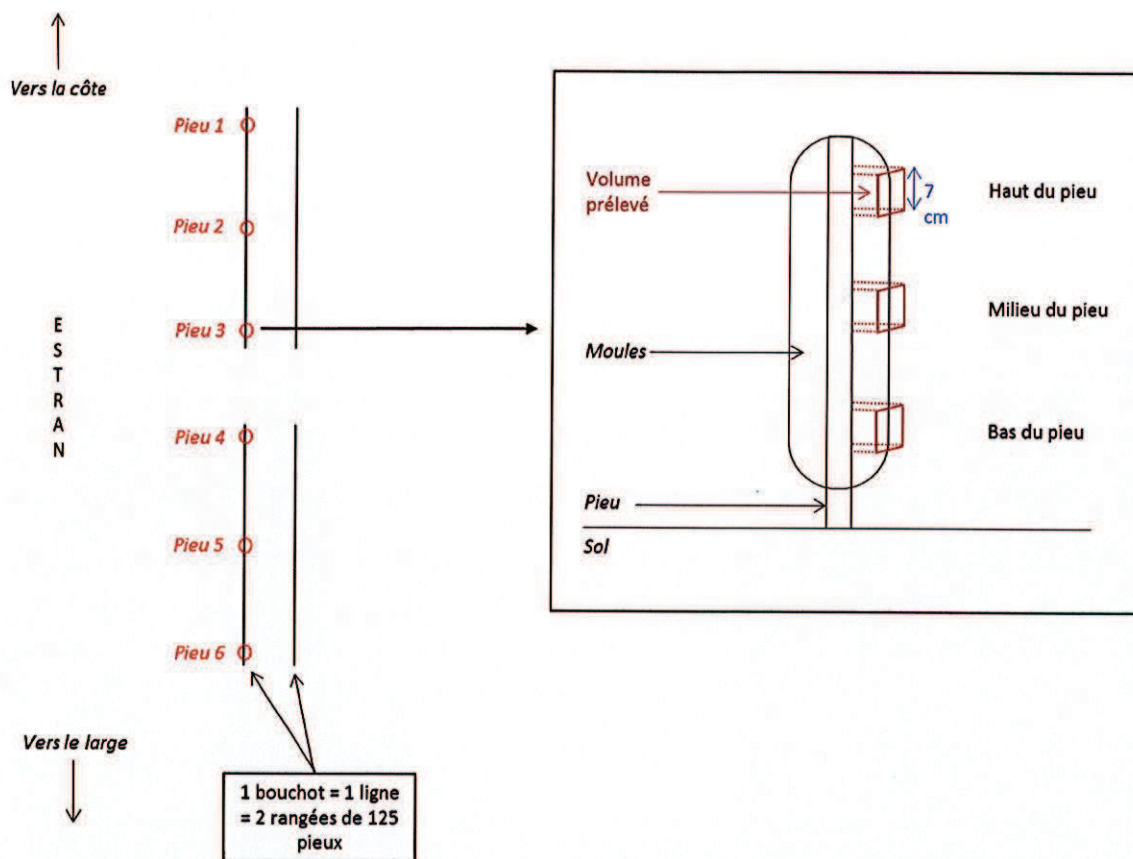 Vers la côte
Pieu 1
Pieu 2
Pieu 3
E
S
T
R
A
N
Pieu 4
Pieu 5
Pieu 6
Vers le large
1 bouchot = 1 ligne
= 2 rangées de 125
pieux
Volume
prélevé
7
cm
Haut du pieu
Milieu du pieu
Moules
Bas du pieu
Pieu
Sol